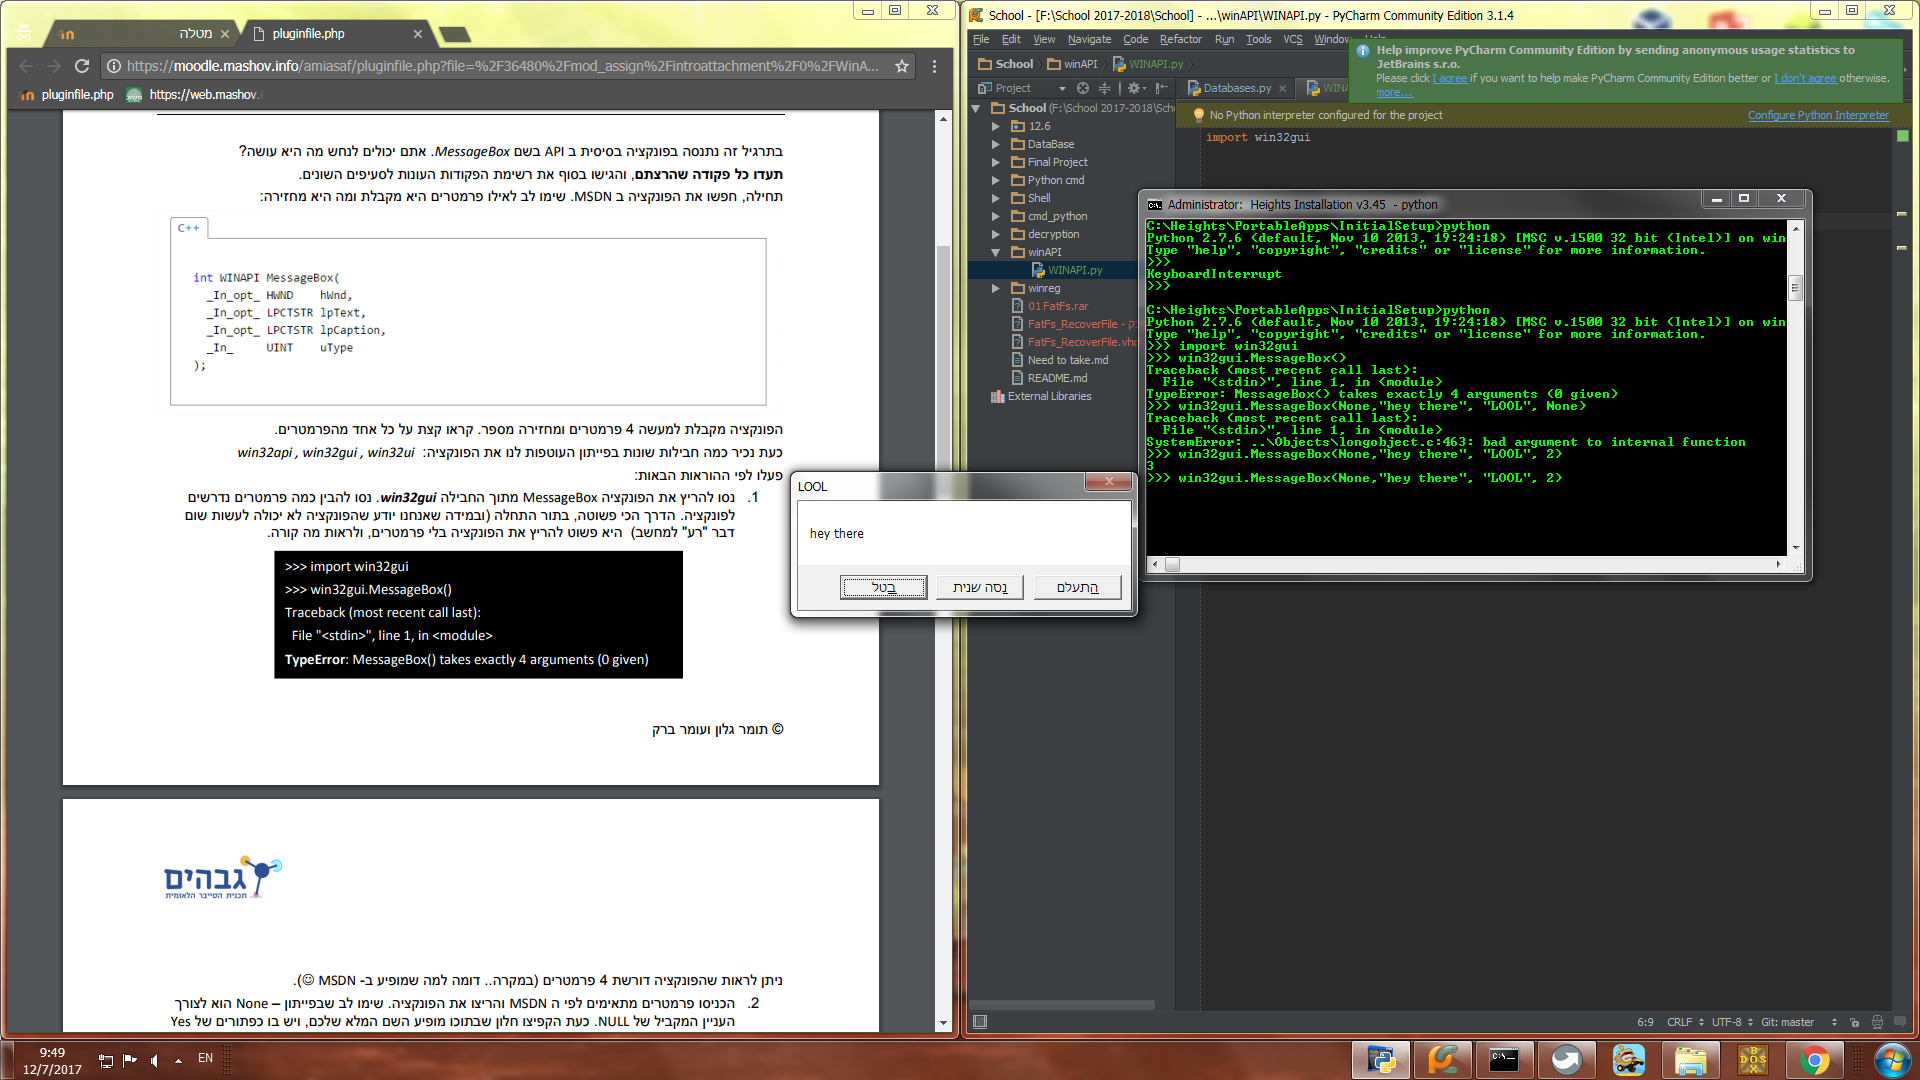 מטלה
pluginfile.php
https://moodle.mashov.info/amiasaf/pluginfile.php?file=%2F36480%2Fmod_assign%2Fintroattachment%2F0%2FWinA...
pluginfile.php
https://web.mashov.
בתרגיל זה נתנסה בפונקציה בסיסית ב API בשם MessageBox. אתם יכולים לנחש מה היא עושה?
תעדו כל פקודה שהרצתם, והגישו בסוף את רשימת הפקודות העונות לסעיפים השונים.
תחילה, חפשו את הפונקציה ב MSDN. שימו לב לאילו פרמטרים היא מקבלת ומה היא מחזירה:
C++
int WINAPI MessageBox(
_In_opt_ HWND hWnd,
_In_opt_ LPCTSTR lpText,
_In_opt_ LPCTSTR lpCaption,
_In_ UINT uType
);
הפונקציה מקבלת למעשה 4 פרמטרים ומחזירה מספר. קראו קצת על כל אחד מהפרמטרים.
כעת נכיר כמה חבילות שונות בפייתון העוטפות לנו את הפונקציה: win32api , win32gui , win32ui
פעלו לפי ההוראות הבאות:
1. נסו להריץ את הפונקציה MessageBox מתוך החבילה win32gui. נסו להבין כמה פרמטרים נדרשים
לפונקציה. הדרך הכי פשוטה, בתור התחלה (ובמידה שאנחנו יודע שהפונקציה לא יכולה לעשות שום
דבר "רע" למחשב) היא פשוט להריץ את הפונקציה בלי פרמטרים, ולראות מה קורה.
>>> import win32gui
>>> win32gui.MessageBox()
Traceback (most recent call last):
File "<stdin>", line 1, in <module>
TypeError: MessageBox() takes exactly 4 arguments (0 given)
© תומר גלון ועומר ברק
גבהים
תכנית הסייבר הלאומית
ניתן לראות שהפונקציה דורשת 4 פרמטרים (במקרה.. דומה למה שמופיע ב- MSDN ☺).
2. הכניסו פרמטרים מתאימים לפי ה MSDN והריצו את הפונקציה. שימו לב שבפייתון – None הוא לצורך
העניין המקביל של NULL. כעת הקפיצו חלון שבתוכו מופיע השם המלא שלכם, ויש בו כפתורים של Yes
LOOL
hey there
בטל
נסה שנית
התעלם
School - [F:\School 2017-2018\School] - ...\winAPI\WINAPI.py - PyCharm Community Edition 3.1.4
File Edit View Navigate Code Refactor Run Tools VCS Window
Help improve PyCharm Community Edition by sending anonymous usage statistics to
JetBrains s.r.o.
Please click I agree if you want to help make PyCharm Community Edition better or I don't agree otherwise.
more...
School winAPI WINAPI.py
Project
Databases.py
No Python interpreter configured for the project
Configure Python Interpreter
import win32gui
School (F:\School 2017-2018\Scho
12.6
DataBase
Final Project
Python cmd
Shell
cmd_python
decryption
winAPI
WINAPI.py
winreg
01 FatFs.rar
FatFs_RecoverFile -
FatFs_RecoverFile.vhd
Need to take.md
README.md
External Libraries
Administrator: Heights Installation v3.45 - python
C:\Heights\PortableApps\InitialSetup>python
Python 2.7.6 (default, Nov 10 2013, 19:24:18) [MSC v.1500 32 bit (Intel)] on win
Type "help", "copyright", "credits" or "license" for more information.
>>>
KeyboardInterrupt
>>>
C:\Heights\PortableApps\InitialSetup>python
Python 2.7.6 (default, Nov 10 2013, 19:24:18) [MSC v.1500 32 bit (Intel)] on win
Type "help", "copyright", "credits" or "license" for more information.
>>> import win32gui
>>> win32gui.MessageBox()
Traceback (most recent call last):
File "<stdin>", line 1, in <module>
TypeError: MessageBox() takes exactly 4 arguments (0 given)
>>> win32gui.MessageBox(None,"hey there", "LOOL", None)
Traceback (most recent call last):
File "<stdin>", line 1, in <module>
SystemError: ..\Objects\longobject.c:463: bad argument to internal function
>>> win32gui.MessageBox(None,"hey there", "LOOL", 2)
3
>>> win32gui.MessageBox(None,"hey there", "LOOL", 2)
6:9 CRLF UTF-8 Git: master
9:49
12/7/2017
EN